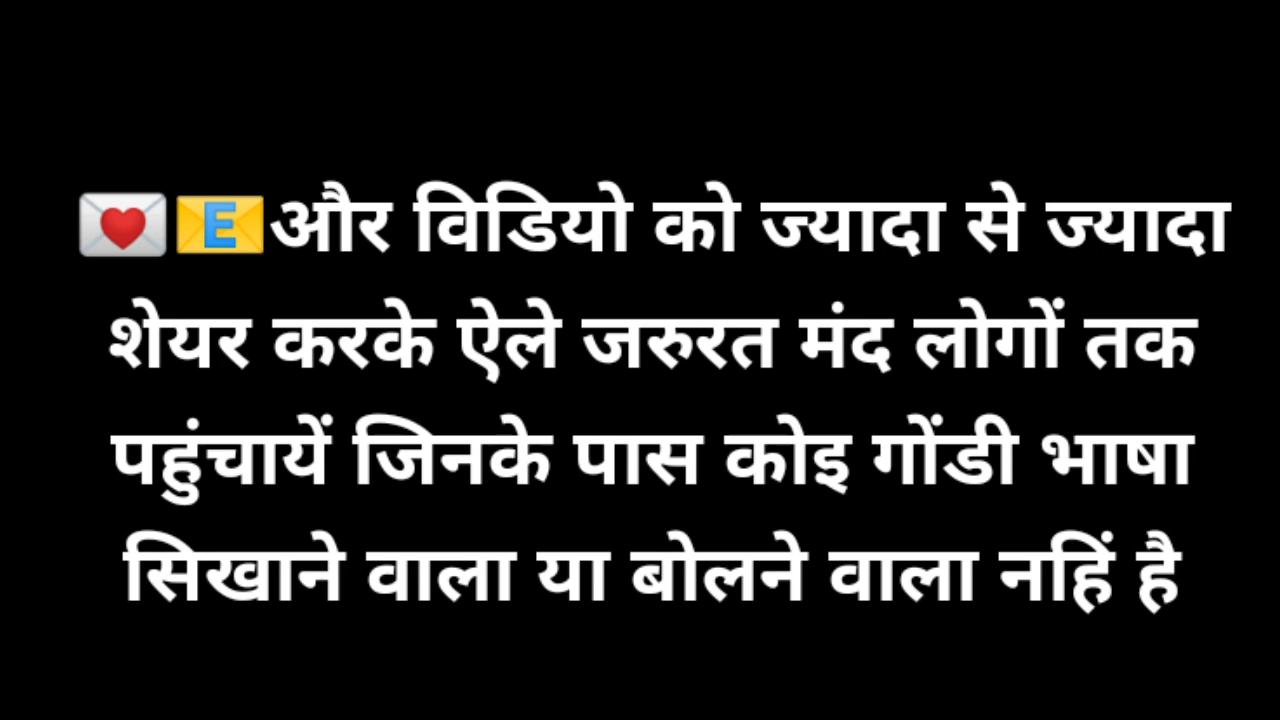 💌📧और विडियो को ज्यादा से ज्यादा
शेयर करके ऐले जरुरत मंद लोगों तक
पहुंचायें जिनके पास कोइ गोंडी भाषा
सिखाने वाला या बोलने वाला नहिं है